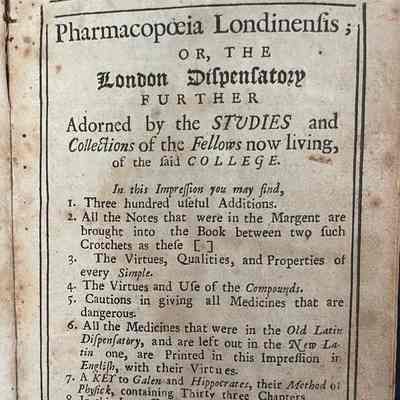 Pharmacopœia Londinenſis;
OR, THE
London Diſpenſatory
FURTHER
Adorned by the STUDIES and
Collections of the Fellows now living,
of the ſaid COLLEGE.
In this Impreſſion you may find,
1. Three hundred uſeful Additions.
2. All the Notes that were in the Margent are
brought into the Book between two ſuch
Crotchets as theſe [ ]
3. The Virtues, Qualities, and Properties of
every Simple.
4. The Virtues and Uſe of the Compounds.
5. Cautions in giving all Medicines that are
dangerous.
6. All the Medicines that were in the Old Latin
Diſpenſatory, and are left out in the New La-
tin one, are Printed in this Impreſſion in
Engliſh, with their Virtues.
7. A KEY to Galen and Hippocrates, their Method of
Phyſick, containing Thirty three Chapters